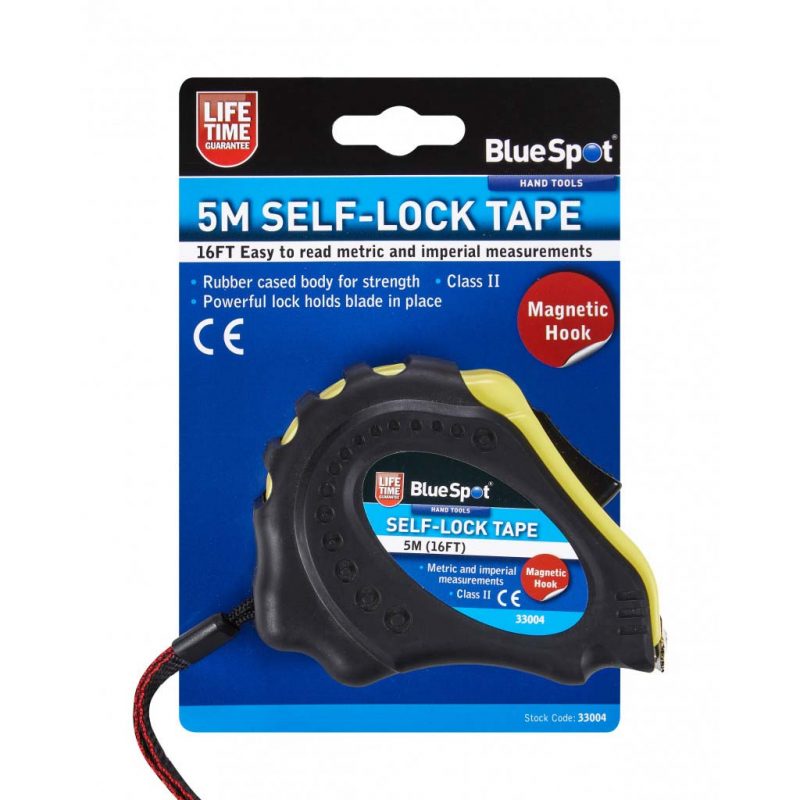 LIFE
TIME
GUARANTEE
BlueSpot®
HAND TOOLS
5M SELF-LOCK TAPE
16FT Easy to read metric and imperial measurements
• Rubber cased body for strength • Class II
• Powerful lock holds blade in place
Magnetic
Hook
CE
LIFE
TIME
GUARANTEE
BlueSpot®
HAND TOOLS
SELF-LOCK TAPE
5M (16FT)
• Metric and imperial
measurements
• Class II CE
Magnetic
Hook
33004
Stock Code: 33004